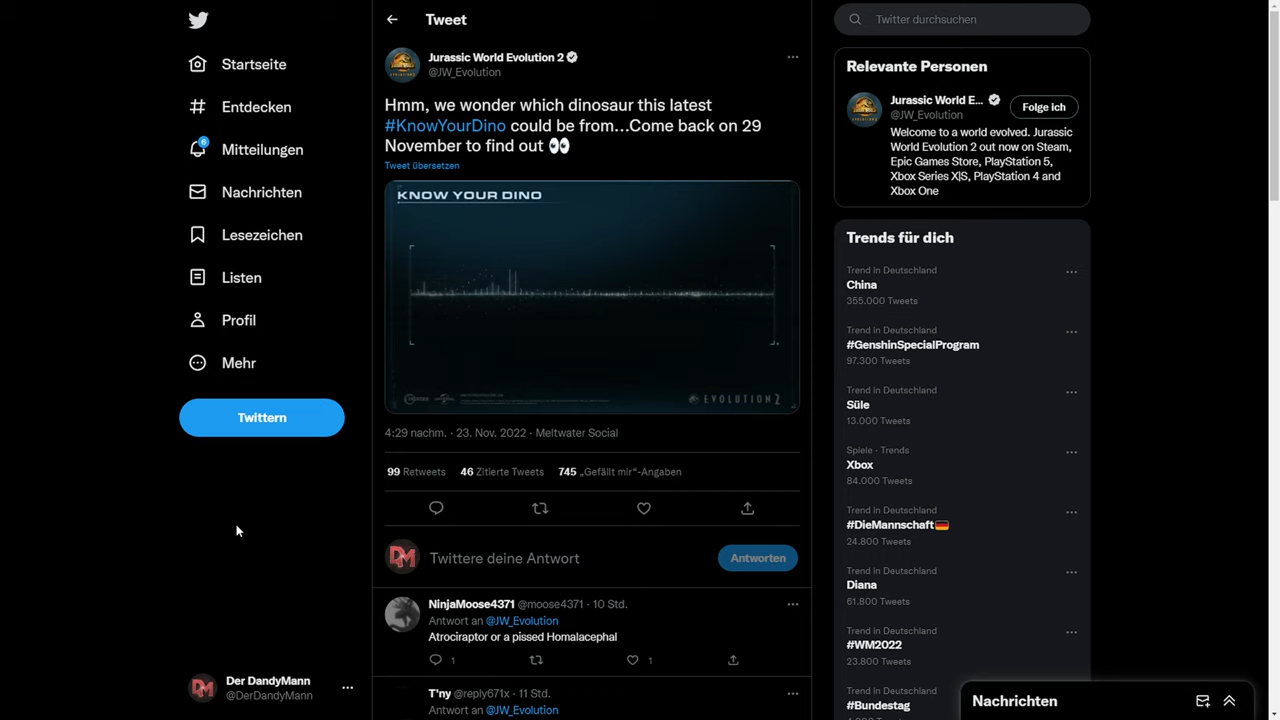 Startseite
Entdecken
6
Mitteilungen
Nachrichten
Lesezeichen
Listen
Profil
Mehr
Twittern
Der DandyMann
@DerDandyMann
Tweet
Jurassic World Evolution 2
@JW_Evolution
Hmm, we wonder which dinosaur this latest
#KnowYourDino could be from...Come back on 29
November to find out 👀
Tweet übersetzen
KNOW YOUR DINO
EVOLUTION 2
4:29 nachm. · 23. Nov. 2022 · Meltwater Social
99 Retweets 46 Zitierte Tweets 745 „Gefällt mir“-Angaben
DM
Twittere deine Antwort
Antworten
NinjaMoose4371 @moose4371 · 10 Std.
Antwort an @JW_Evolution
Atrociraptor or a pissed Homalacephal
1 1
T'ny @reply671x · 11 Std.
Antwort an @JW_Evolution
Twitter durchsuchen
Relevante Personen
Jurassic World E...
@JW_Evolution
Folge ich
Welcome to a world evolved. Jurassic
World Evolution 2 out now on Steam,
Epic Games Store, PlayStation 5,
Xbox Series X|S, PlayStation 4 and
Xbox One
Trends für dich
Trend in Deutschland
China
355.000 Tweets
Trend in Deutschland
#GenshinSpecialProgram
97.300 Tweets
Trend in Deutschland
Süle
13.000 Tweets
Spiele · Trends
Xbox
84.000 Tweets
Trend in Deutschland
#DieMannschaft🇩🇪
24.800 Tweets
Trend in Deutschland
Diana
61.800 Tweets
Trend in Deutschland
#WM2022
23.800 Tweets
Trend in Deutschland
#Bundestag
Nachrichten